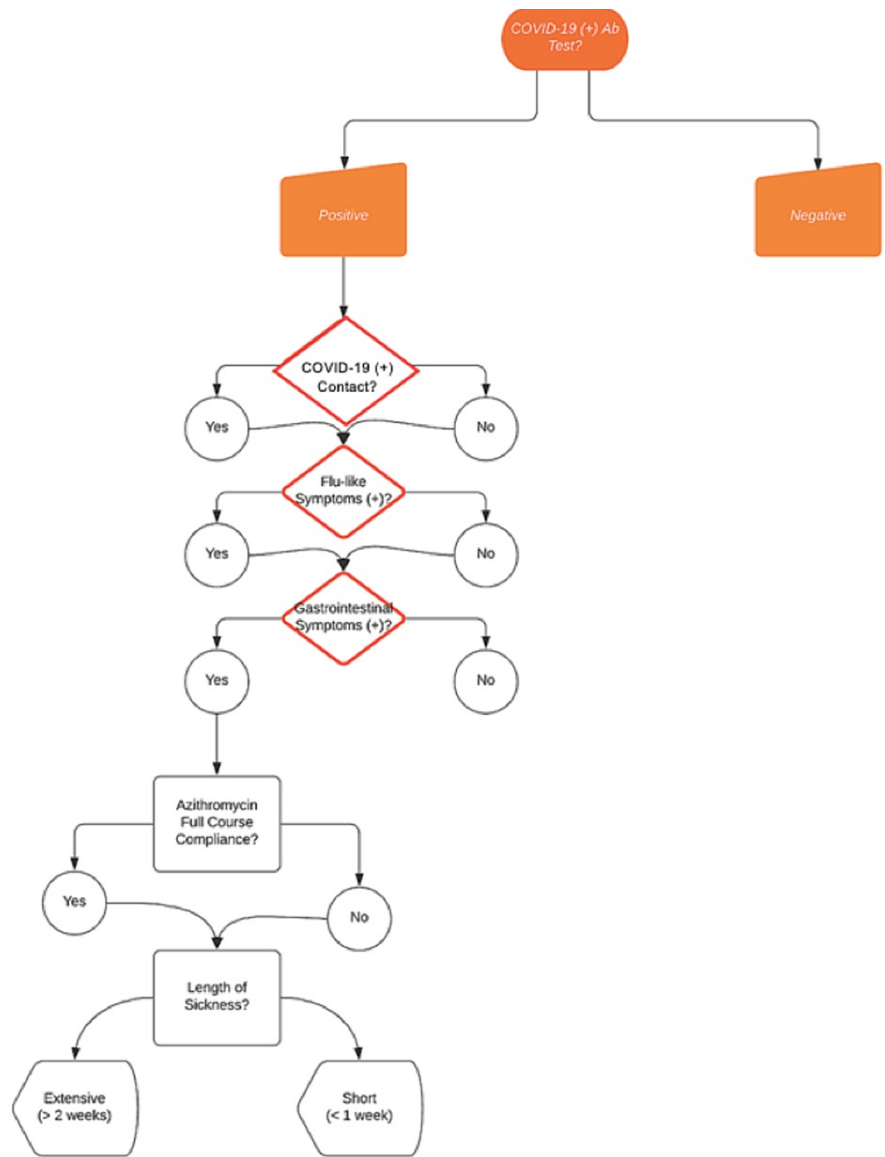 COVID-19 (+) Ab
Test?
Positive
Negative
COVID-19 (+)
Contact?
Yes
No
Flu-like
Symptoms (+)?
Yes
No
Gastrointestinal
Symptoms (+)?
Yes
No
Azithromycin
Full Course
Compliance?
Yes
No
Length of
Sickness?
Extensive
(> 2 weeks)
Short
(< 1 week)